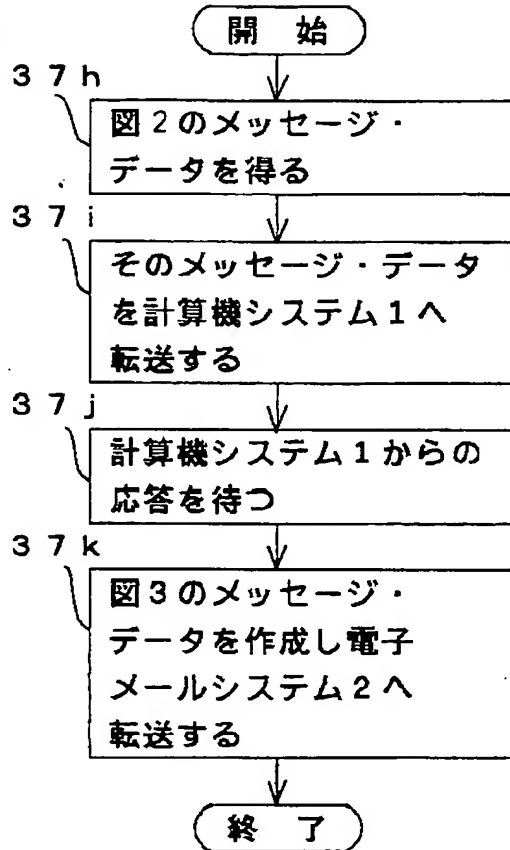 開 始
37h
図2のメッセージ・
データを得る
37i
そのメッセージ・データ
を計算機システム1へ
転送する
37j
計算機システム1からの
応答を待つ
37k
図3のメッセージ・
データを作成し電子
メールシステム2へ
転送する
終 了